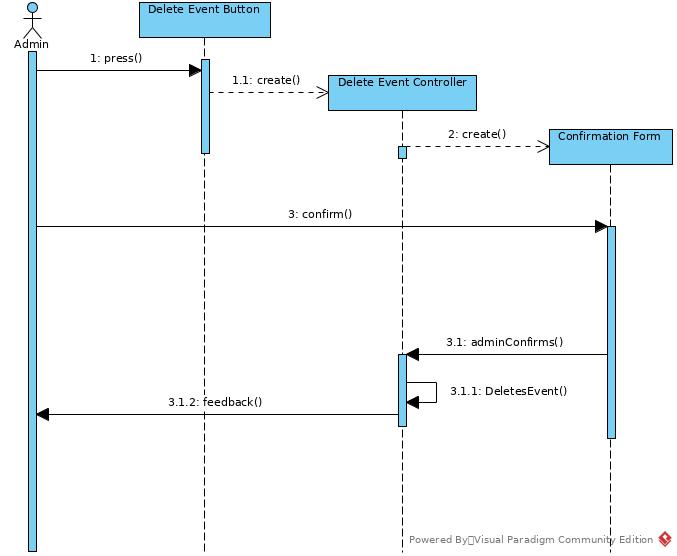 Delete Event Button
Admin
1: press()
1.1: create()
Delete Event Controller
2: create()
Confirmation Form
3: confirm()
3.1: adminConfirms()
3.1.1: DeletesEvent()
3.1.2: feedback()
Powered By Visual Paradigm Community Edition